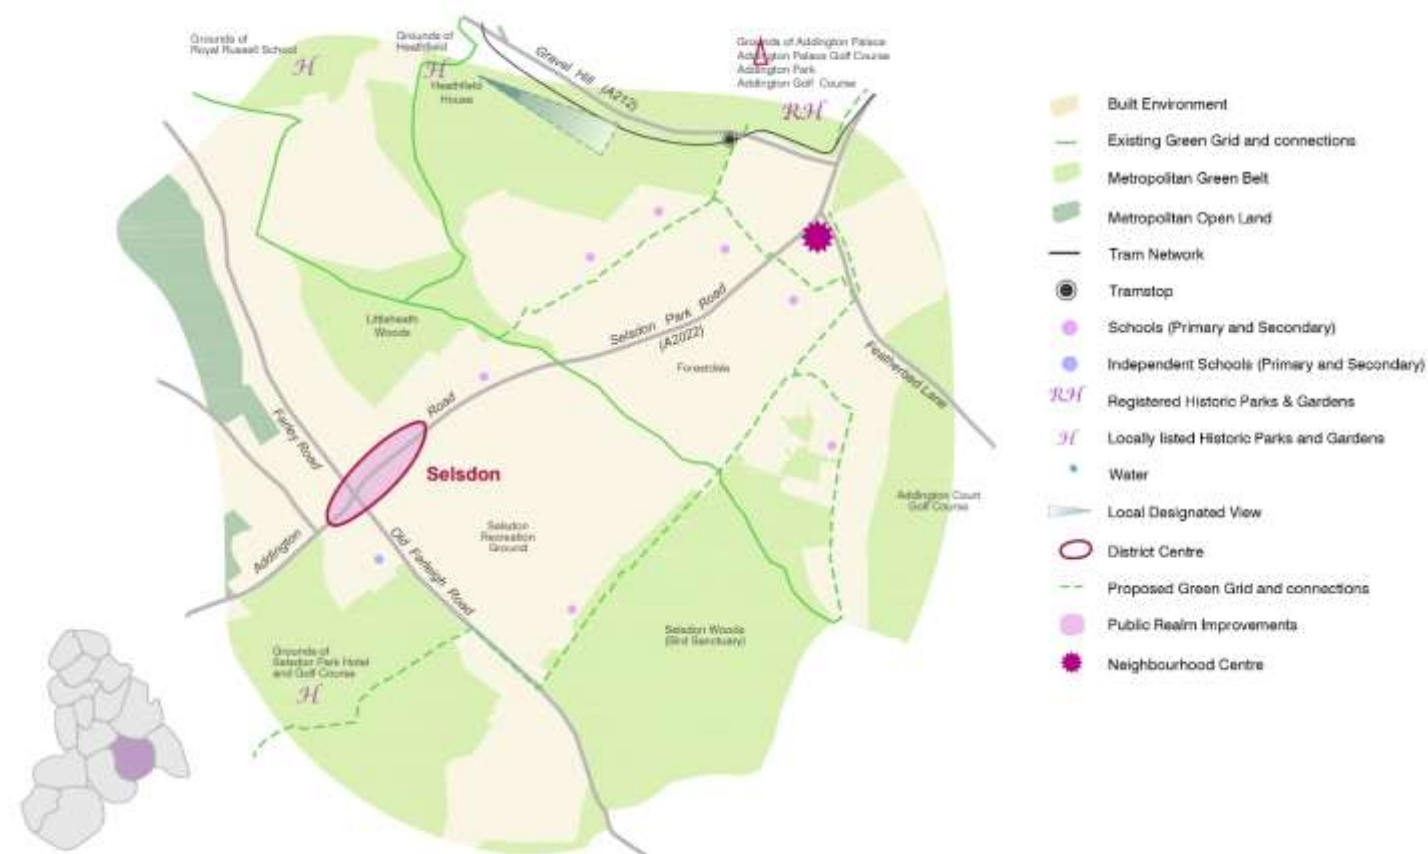 Grounds of
Royal Russell School
H
Grounds of
Heathfield
H
Heathfield
House
Gravel Hill (A212)
Grounds of Addington Palace
Addington Palace Golf Course
Addington Park
Addington Golf Course
RH
Littleheath
Woods
Selsdon Park Road
(A2022)
Forestdale
Featherbed Lane
Farley Road
Road
Selsdon
Addington
Old Farleigh Road
Selsdon
Recreation
Ground
Addington Court
Golf Course
Selsdon Woods
(Bird Sanctuary)
Grounds of
Selsdon Park Hotel
and Golf Course
H
Built Environment
Existing Green Grid and connections
Metropolitan Green Belt
Metropolitan Open Land
Tram Network
Tramstop
Schools (Primary and Secondary)
Independent Schools (Primary and Secondary)
RH Registered Historic Parks & Gardens
H Locally listed Historic Parks and Gardens
Water
Local Designated View
District Centre
Proposed Green Grid and connections
Public Realm Improvements
Neighbourhood Centre